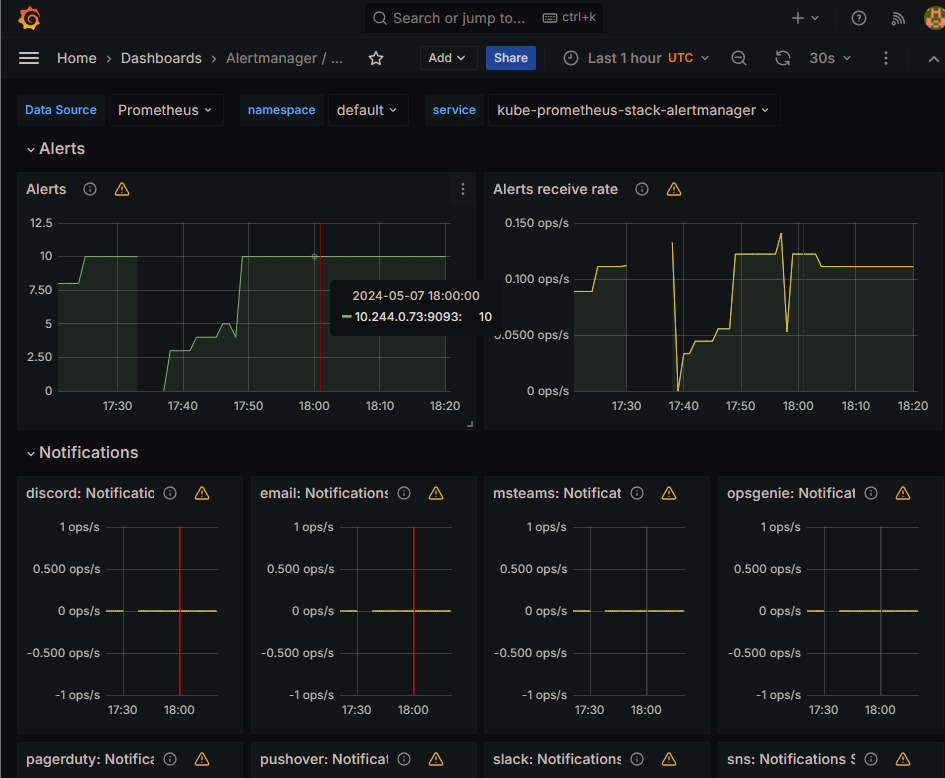 Search or jump to... ctrl+k
Home › Dashboards › Alertmanager / ... Add Share Last 1 hour UTC 30s
Data Source Prometheus namespace default service kube-prometheus-stack-alertmanager
Alerts
Alerts
12.5
10
7.50
5
2.50
0
17:30 17:40 17:50 18:00 18:10 18:20
2024-05-07 18:00:00
10.244.0.73:9093: 10
Alerts receive rate
0.150 ops/s
0.100 ops/s
0.0500 ops/s
0 ops/s
17:30 17:40 17:50 18:00 18:10 18:20
Notifications
discord: Notificatic
1 ops/s
0.500 ops/s
0 ops/s
-0.500 ops/s
-1 ops/s
17:30 18:00
email: Notifications
1 ops/s
0.500 ops/s
0 ops/s
-0.500 ops/s
-1 ops/s
17:30 18:00
msteams: Notificat
1 ops/s
0.500 ops/s
0 ops/s
-0.500 ops/s
-1 ops/s
17:30 18:00
opsgenie: Notificat
1 ops/s
0.500 ops/s
0 ops/s
-0.500 ops/s
-1 ops/s
17:30 18:00
pagerduty: Notifica
pushover: Notificat
slack: Notifications
sns: Notifications S